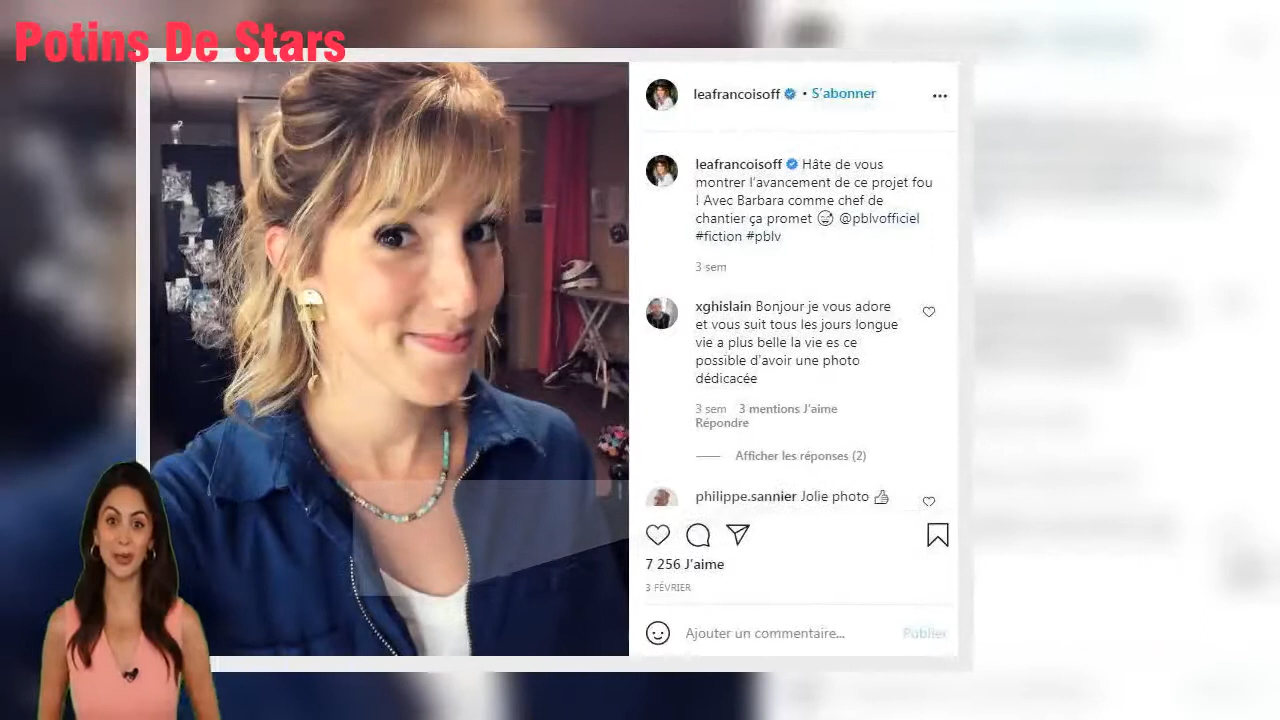 Potins De Stars
leafrancoisoff • S'abonner
leafrancoisoff Hâte de vous
montrer l'avancement de ce projet fou
! Avec Barbara comme chef de
chantier ça promet 😅 @pblvofficiel
#fiction #pblv
3 sem
xghislain Bonjour je vous adore
et vous suit tous les jours longue
vie a plus belle la vie es ce
possible d'avoir une photo
dédicacée
3 sem 3 mentions J'aime
Répondre
Afficher les réponses (2)
philippe.sannier Jolie photo 👍
7 256 J'aime
3 FÉVRIER
Ajouter un commentaire... Publier